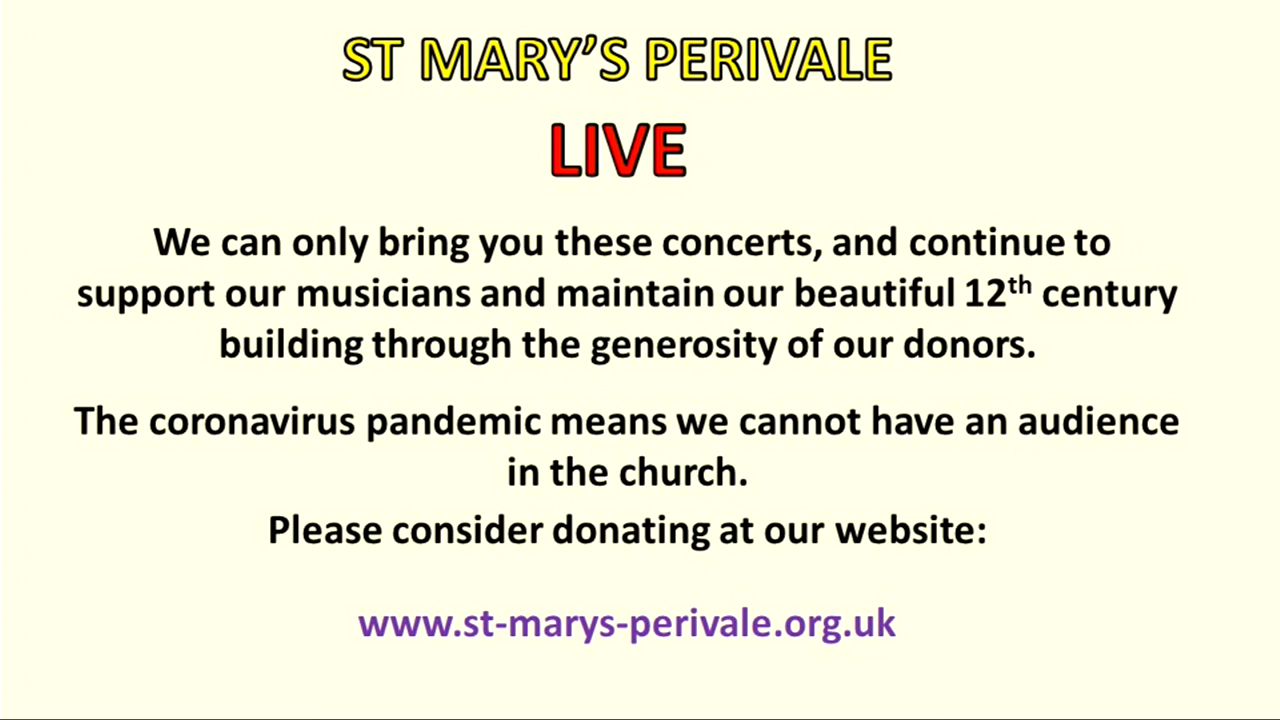 ST MARY’S PERIVALE
LIVE
We can only bring you these concerts, and continue to
support our musicians and maintain our beautiful 12th century
building through the generosity of our donors.
The coronavirus pandemic means we cannot have an audience
in the church.
Please consider donating at our website:
www.st-marys-perivale.org.uk